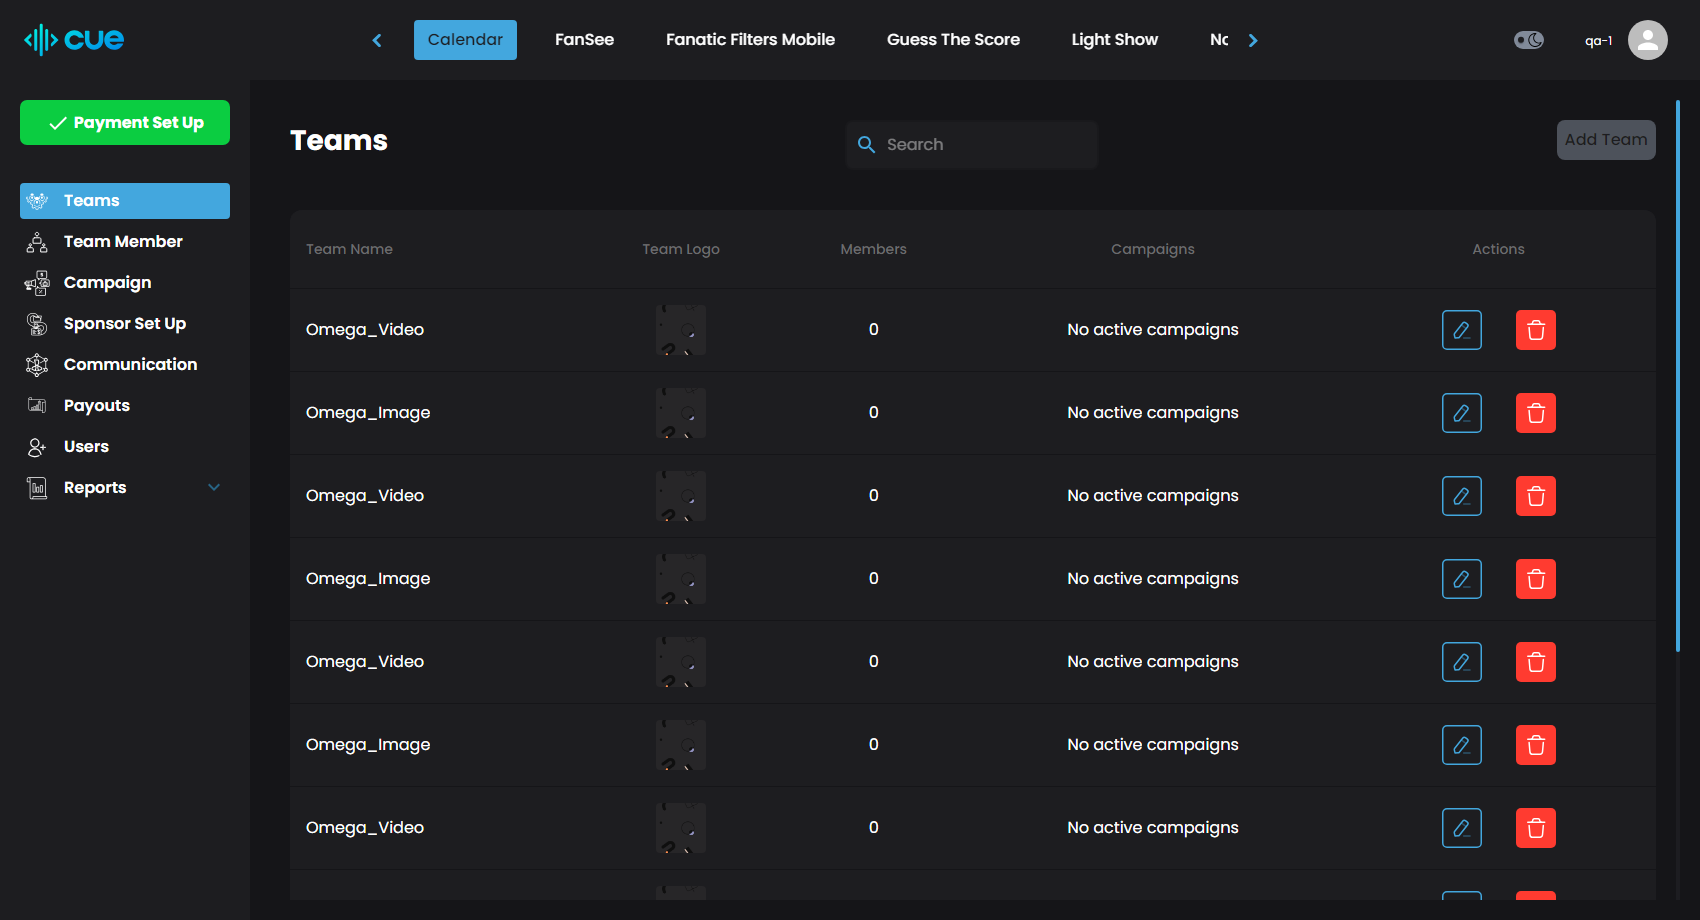 cue
Calendar
FanSee
Fanatic Filters Mobile
Guess The Score
Light Show
qa-1
Payment Set Up
Teams
Team Member
Campaign
Sponsor Set Up
Communication
Payouts
Users
Reports
Teams
Search
Add Team
Team Name Team Logo Members Campaigns Actions
Omega_Video 0 No active campaigns
Omega_Image 0 No active campaigns
Omega_Video 0 No active campaigns
Omega_Image 0 No active campaigns
Omega_Video 0 No active campaigns
Omega_Image 0 No active campaigns
Omega_Video 0 No active campaigns